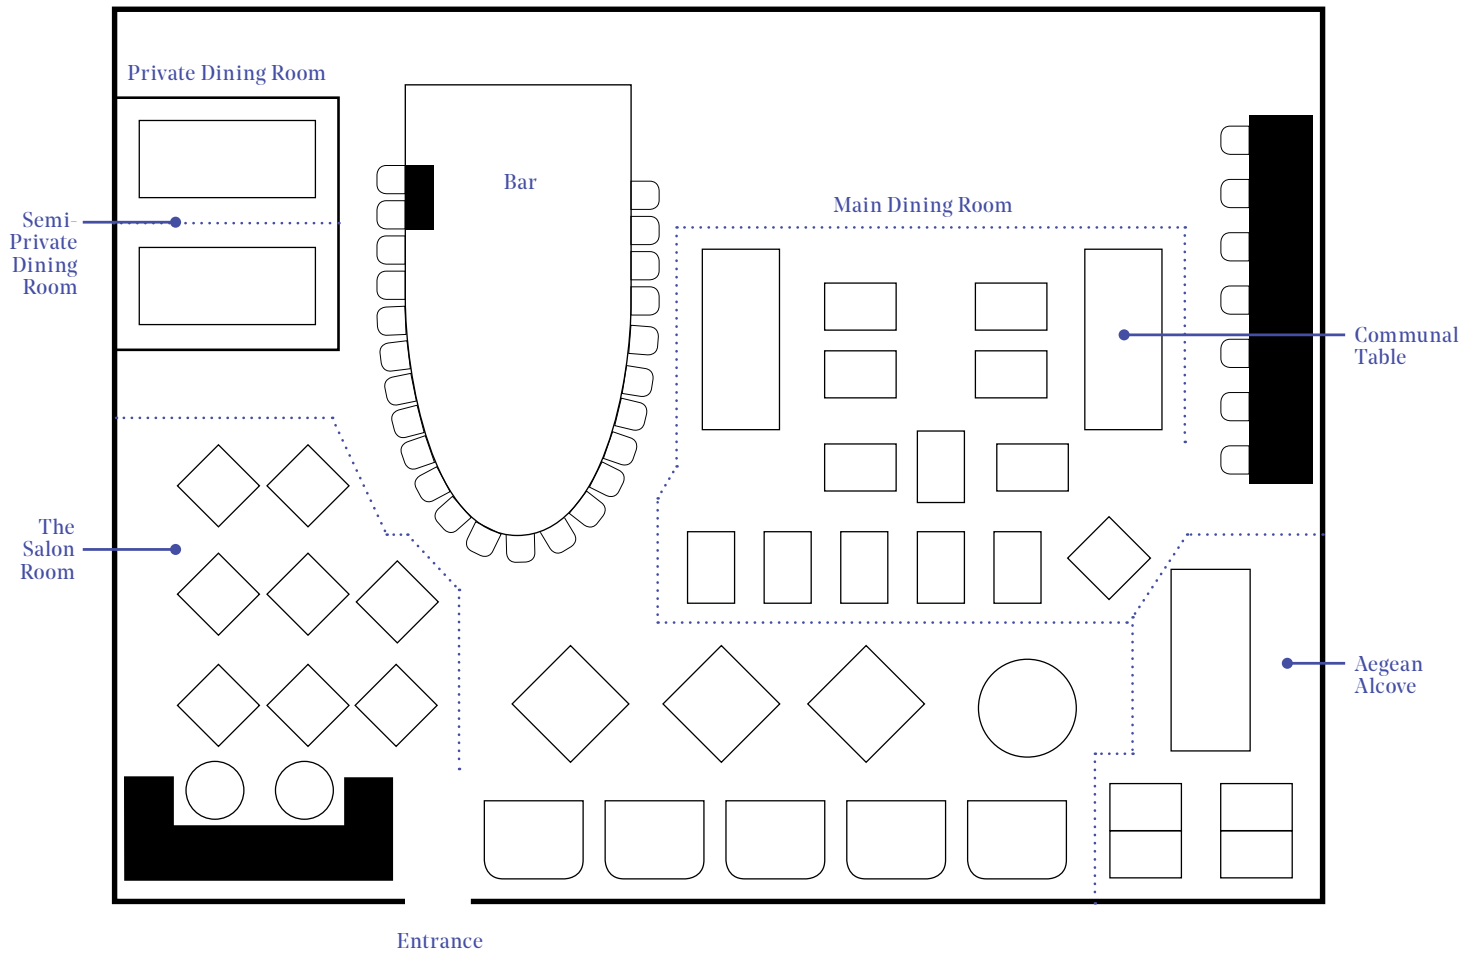 Private Dining Room
Bar
Main Dining Room
Semi-
Private
Dining
Room
Communal
Table
The
Salon
Room
Aegean
Alcove
Entrance